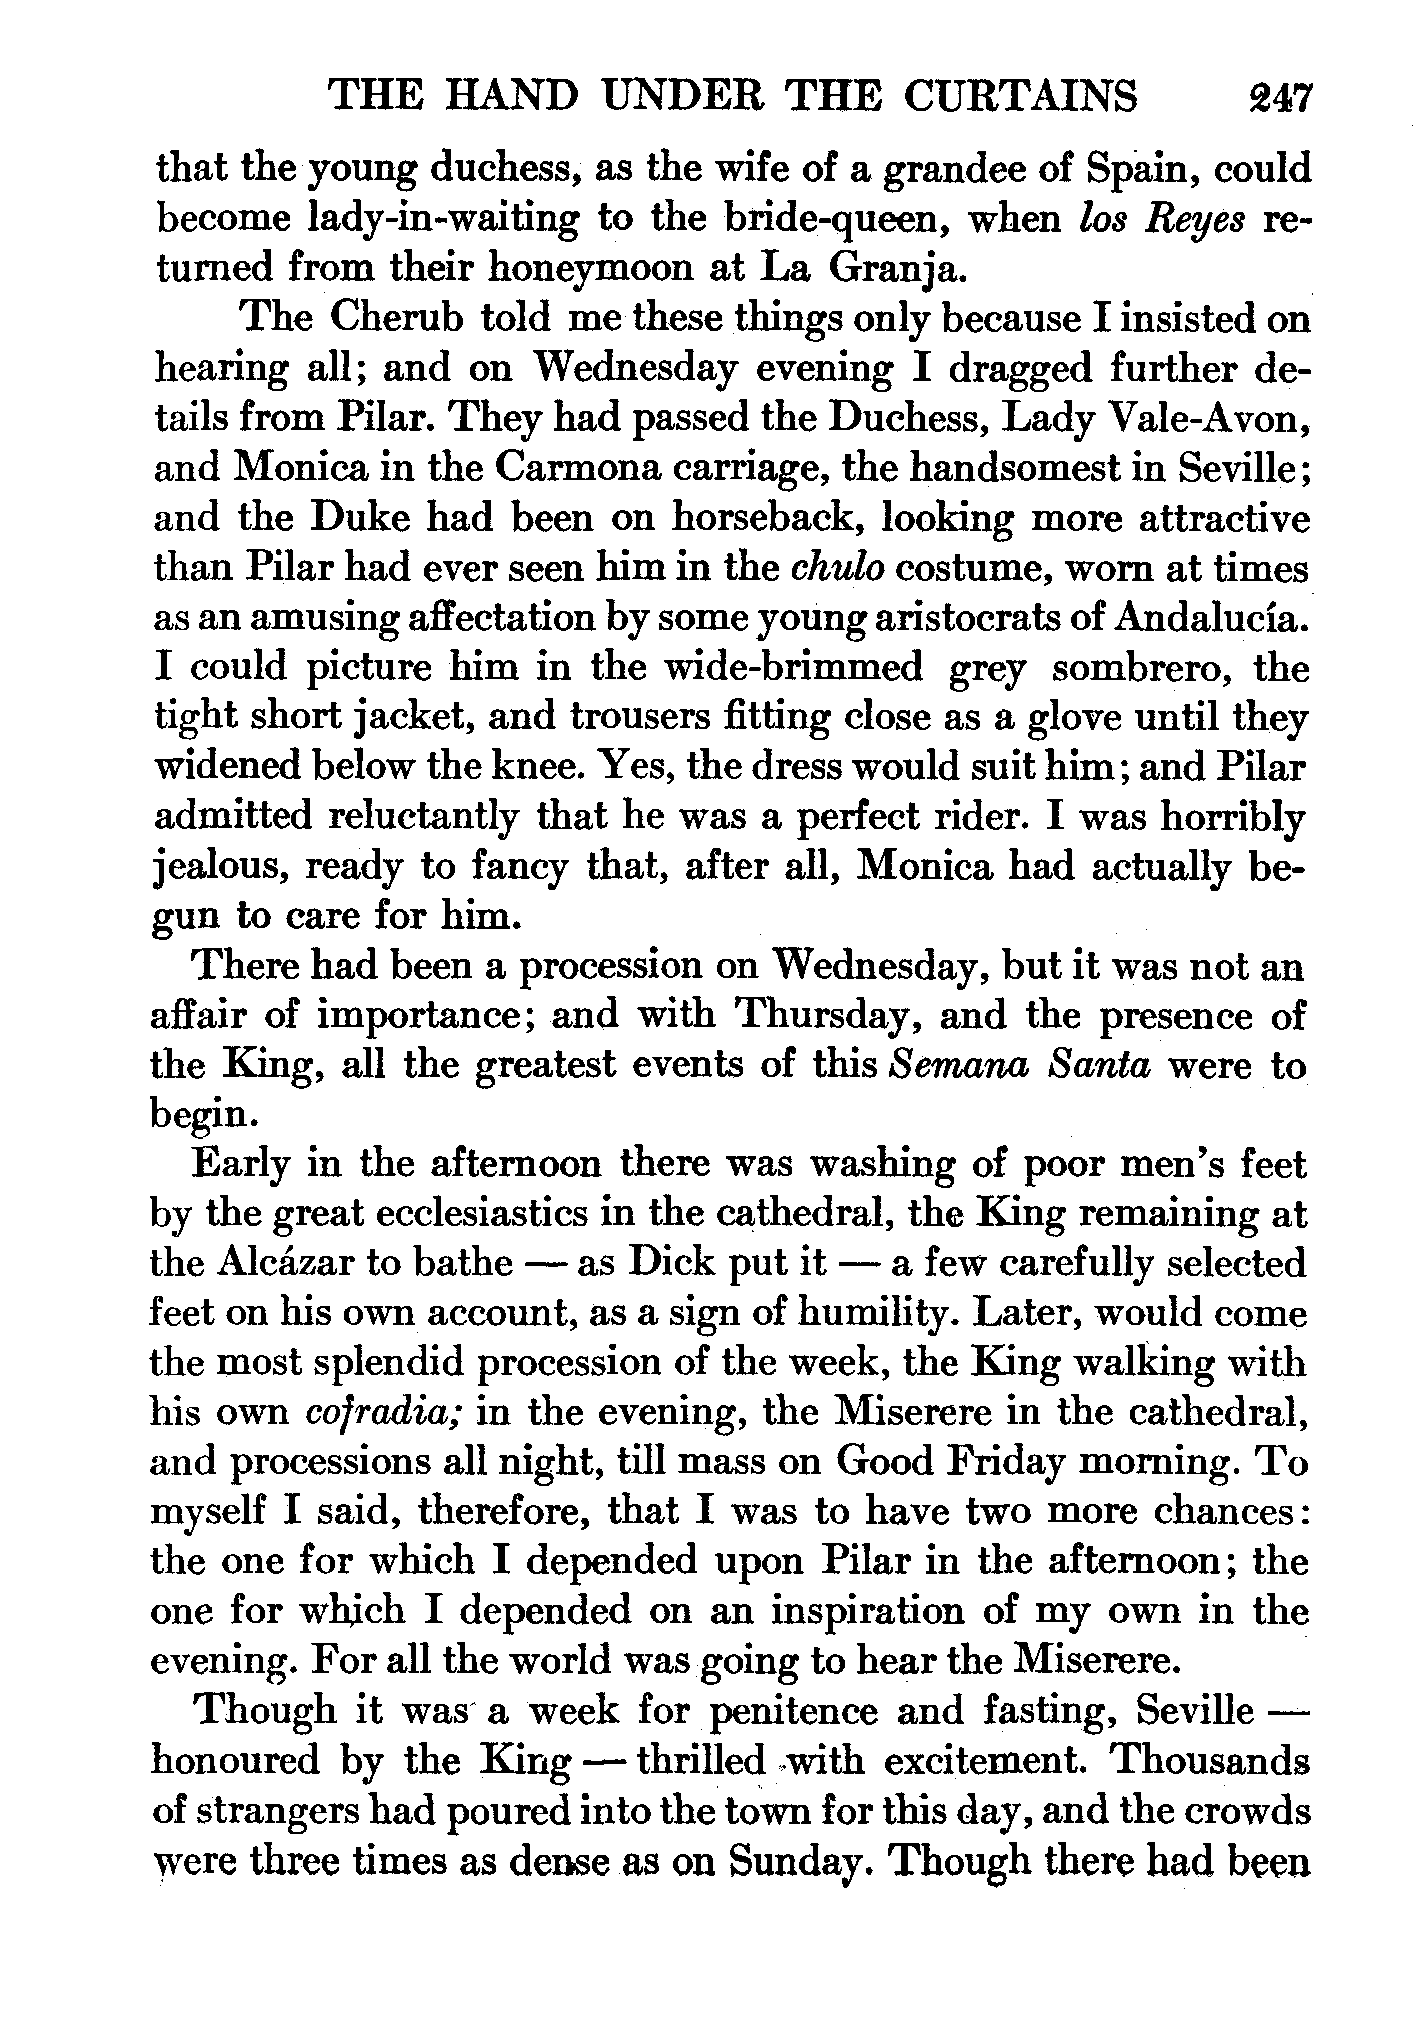 THE HAND UNDER THE CURTAINS 247
that the young duchess, as the wife of a grandee of Spain, could
become lady-in-waiting to the bride-queen, when los Reyes re-
turned from their honeymoon at La Granja.
The Cherub told me these things only because I insisted on
hearing all; and on Wednesday evening I dragged further de-
tails from Pilar. They had passed the Duchess, Lady Vale-Avon,
and Monica in the Carmona carriage, the handsomest in Seville;
and the Duke had been on horseback, looking more attractive
than Pilar had ever seen him in the chulo costume, worn at times
as an amusing affectation by some young aristocrats of Andalucía.
I could picture him in the wide-brimmed grey sombrero, the
tight short jacket, and trousers fitting close as a glove until they
widened below the knee. Yes, the dress would suit him; and Pilar
admitted reluctantly that he was a perfect rider. I was horribly
jealous, ready to fancy that, after all, Monica had actually be-
gun to care for him.
There had been a procession on Wednesday, but it was not an
affair of importance; and with Thursday, and the presence of
the King, all the greatest events of this Semana Santa were to
begin.
Early in the afternoon there was washing of poor men's feet
by the great ecclesiastics in the cathedral, the King remaining at
the Alcázar to bathe — as Dick put it — a few carefully selected
feet on his own account, as a sign of humility. Later, would come
the most splendid procession of the week, the King walking with
his own cofradia; in the evening, the Miserere in the cathedral,
and processions all night, till mass on Good Friday morning. To
myself I said, therefore, that I was to have two more chances:
the one for which I depended upon Pilar in the afternoon; the
one for which I depended on an inspiration of my own in the
evening. For all the world was going to hear the Miserere.
Though it was a week for penitence and fasting, Seville —
honoured by the King — thrilled with excitement. Thousands
of strangers had poured into the town for this day, and the crowds
were three times as dense as on Sunday. Though there had been